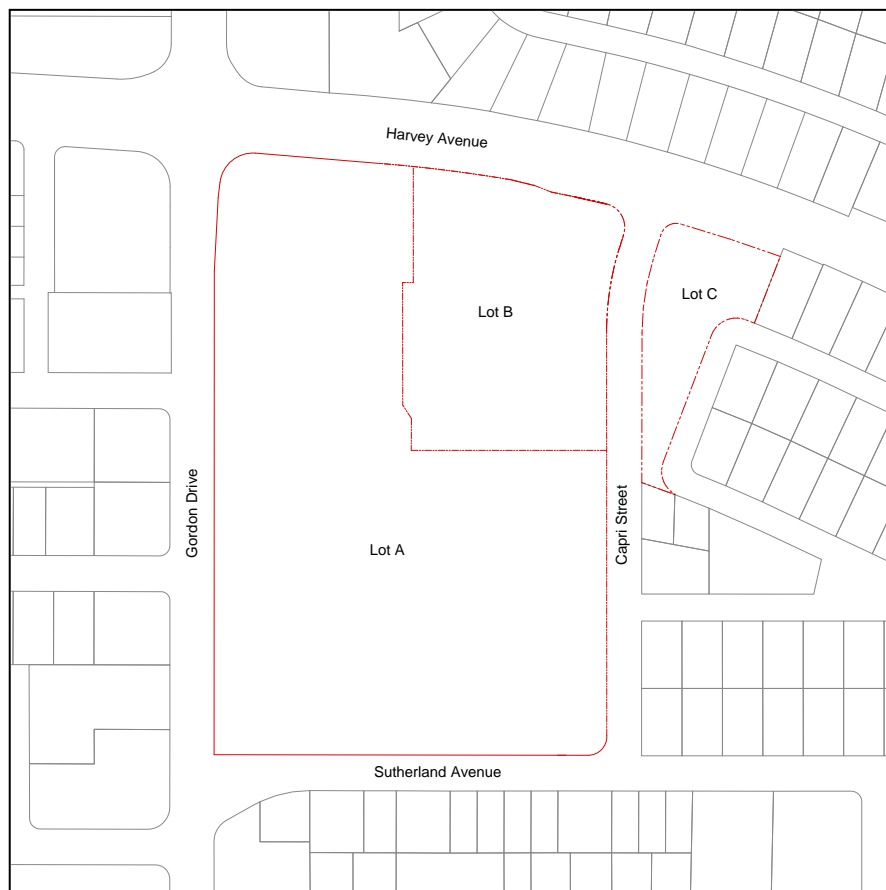 Harvey Avenue
Lot C
Lot B
Gordon Drive
Capri Street
Lot A
Sutherland Avenue